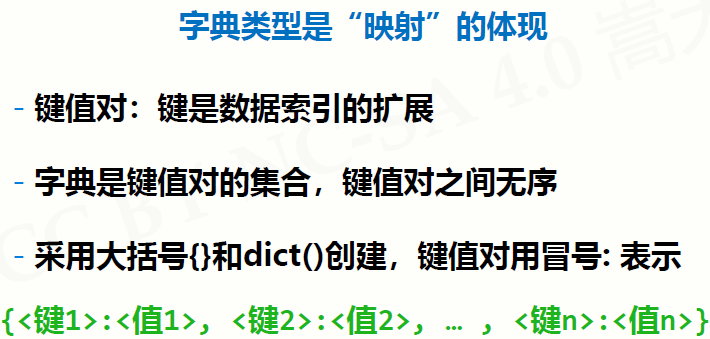 字典类型是“映射”的体现
- 键值对：键是数据索引的扩展
- 字典是键值对的集合，键值对之间无序
- 采用大括号{}和dict()创建，键值对用冒号: 表示
{<键1>:<值1>, <键2>:<值2>, … , <键n>:<值n>}
CC BY NC-SA 4.0 嵩天